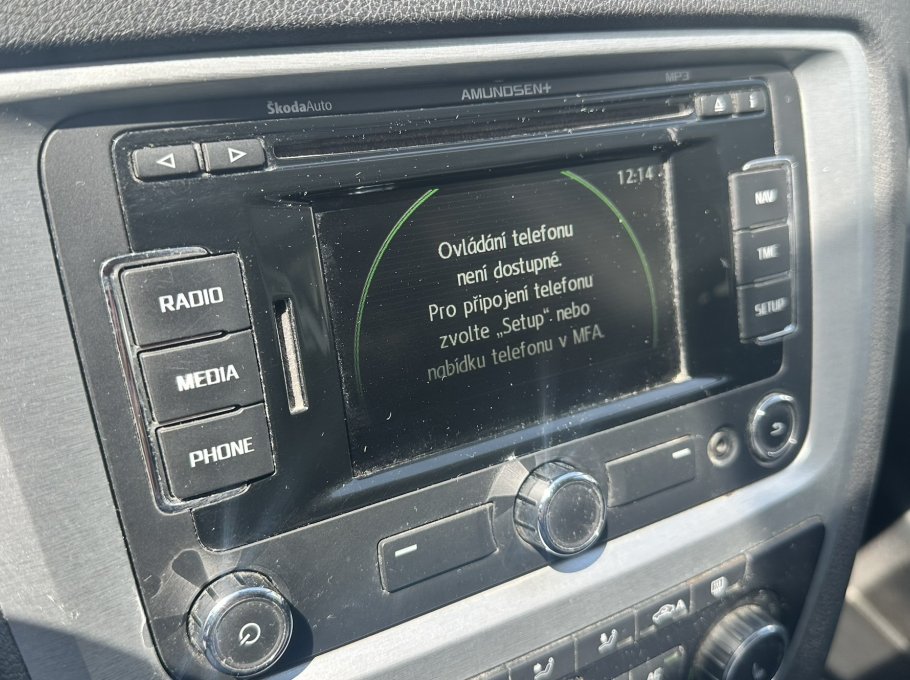 ŠkodaAuto
AMUNDSEN+
MP3
12:14
Ovládání telefonu
není dostupné.
Pro připojení telefonu
zvolte „Setup“ nebo
nabídku telefonu v MFA.
RADIO
MEDIA
PHONE
NAV
TMC
SETUP